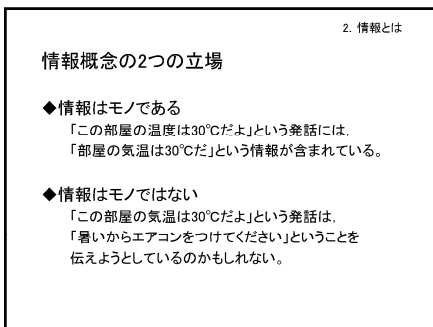 2. 情報とは
情報概念の2つの立場
◆情報はモノである
「この部屋の温度は30℃だよ」という発話には,
「部屋の気温は30℃だ」という情報が含まれている。
◆情報はモノではない
「この部屋の気温は30℃だよ」という発話は,
「暑いからエアコンをつけてください」ということを
伝えようとしているのかもしれない。